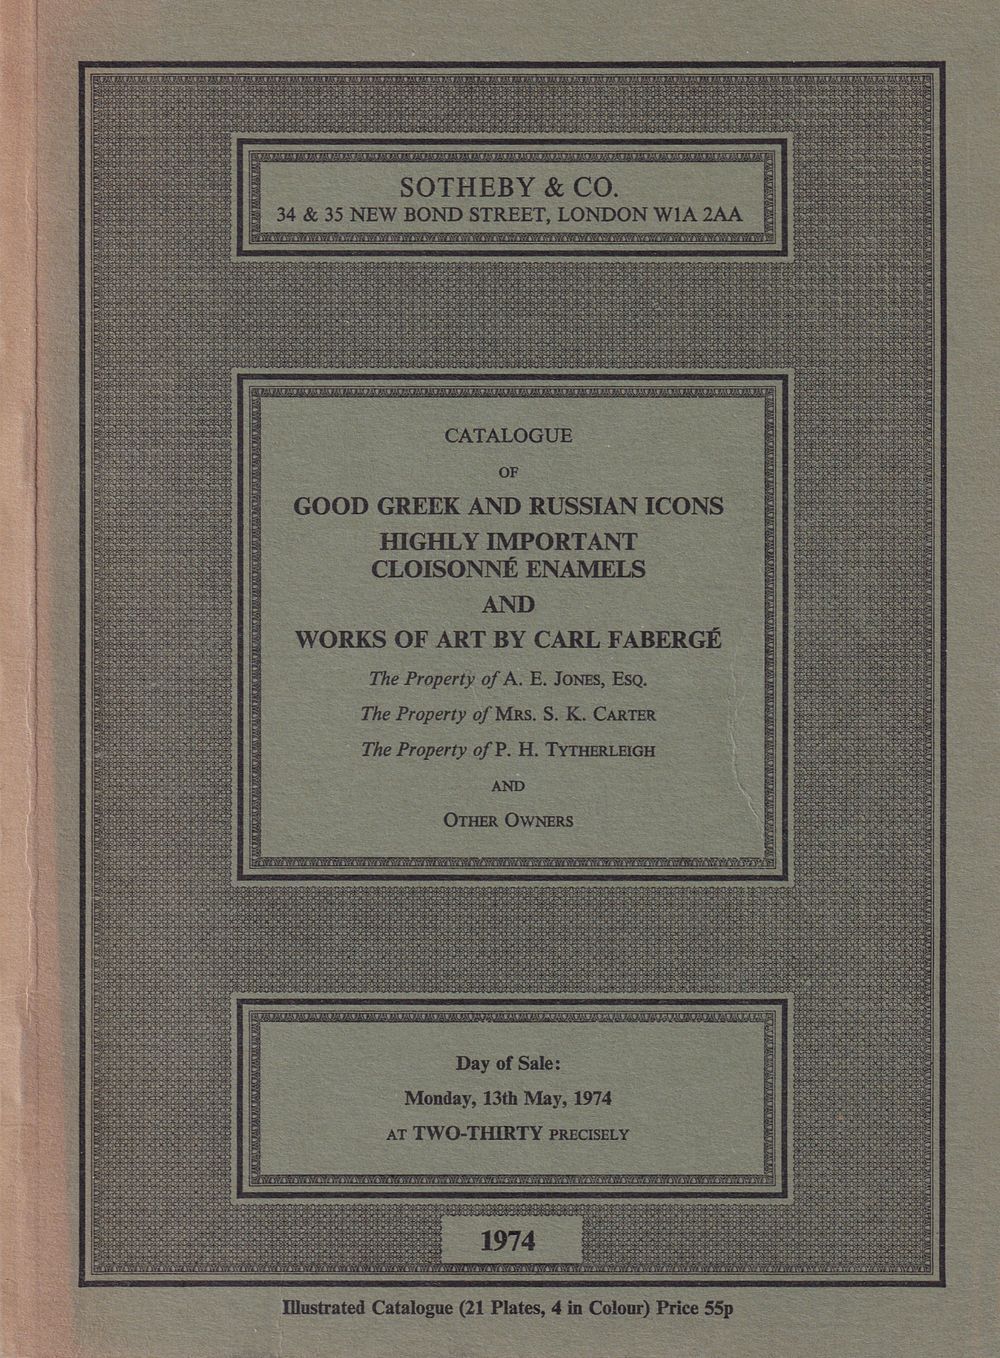 SOTHEBY & CO.
34 & 35 NEW BOND STREET, LONDON W1A 2AA
CATALOGUE
OF
GOOD GREEK AND RUSSIAN ICONS
HIGHLY IMPORTANT
CLOISONNÉ ENAMELS
AND
WORKS OF ART BY CARL FABERGÉ
The Property of A. E. JONES, ESQ.
The Property of MRS. S. K. CARTER
The Property of P. H. TYTHERLEIGH
AND
OTHER OWNERS
Day of Sale:
Monday, 13th May, 1974
AT TWO-THIRTY PRECISELY
1974
Illustrated Catalogue (21 Plates, 4 in Colour) Price 55p